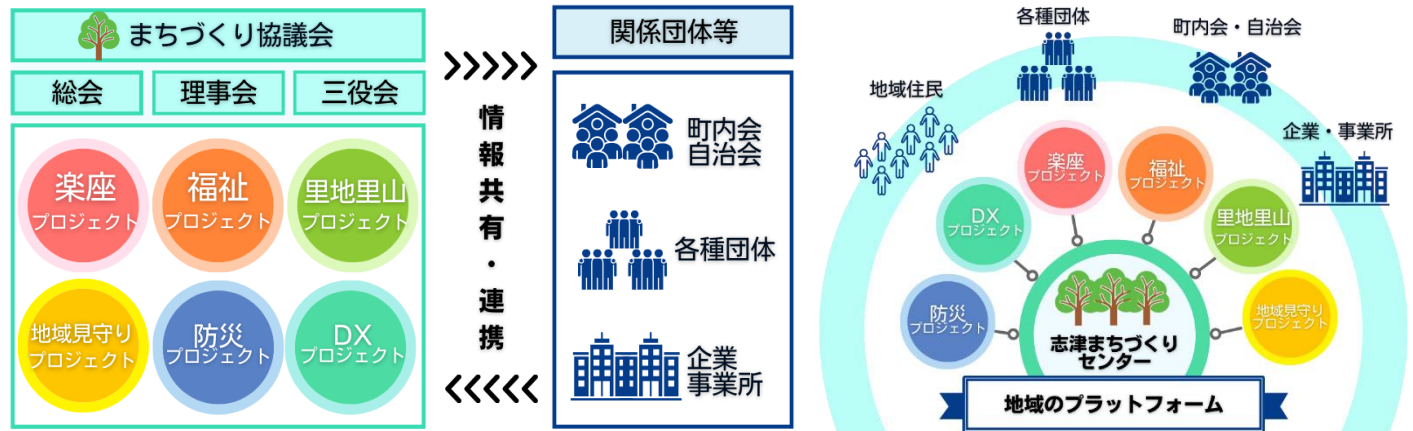 まちづくり協議会
総会
理事会
三役会
楽座
プロジェクト
福祉
プロジェクト
里地里山
プロジェクト
地域見守り
プロジェクト
防災
プロジェクト
DX
プロジェクト
情報共有・連携
関係団体等
町内会
自治会
各種団体
企業
事業所
各種団体
町内会・自治会
地域住民
企業・事業所
楽座
プロジェクト
福祉
プロジェクト
DX
プロジェクト
里地里山
プロジェクト
防災
プロジェクト
地域見守り
プロジェクト
志津まちづくり
センター
地域のプラットフォーム